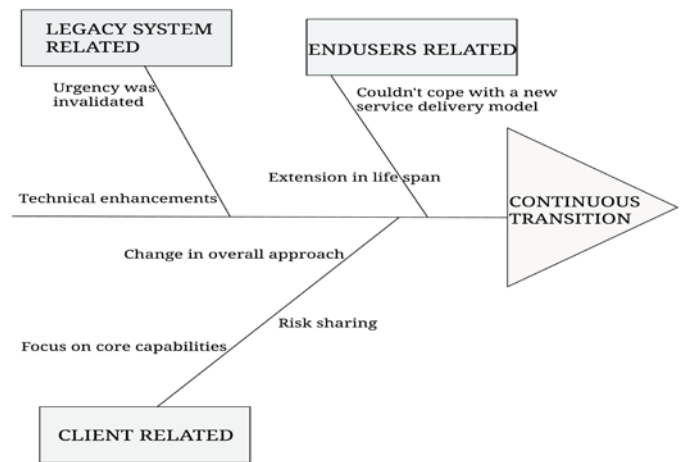 LEGACY SYSTEM
RELATED
ENDUSERS RELATED
Urgency was
invalidated
Couldn't cope with a new
service delivery model
Extension in life span
Technical enhancements
CONTINUOUS
TRANSITION
Change in overall approach
Risk sharing
Focus on core capabilities
CLIENT RELATED